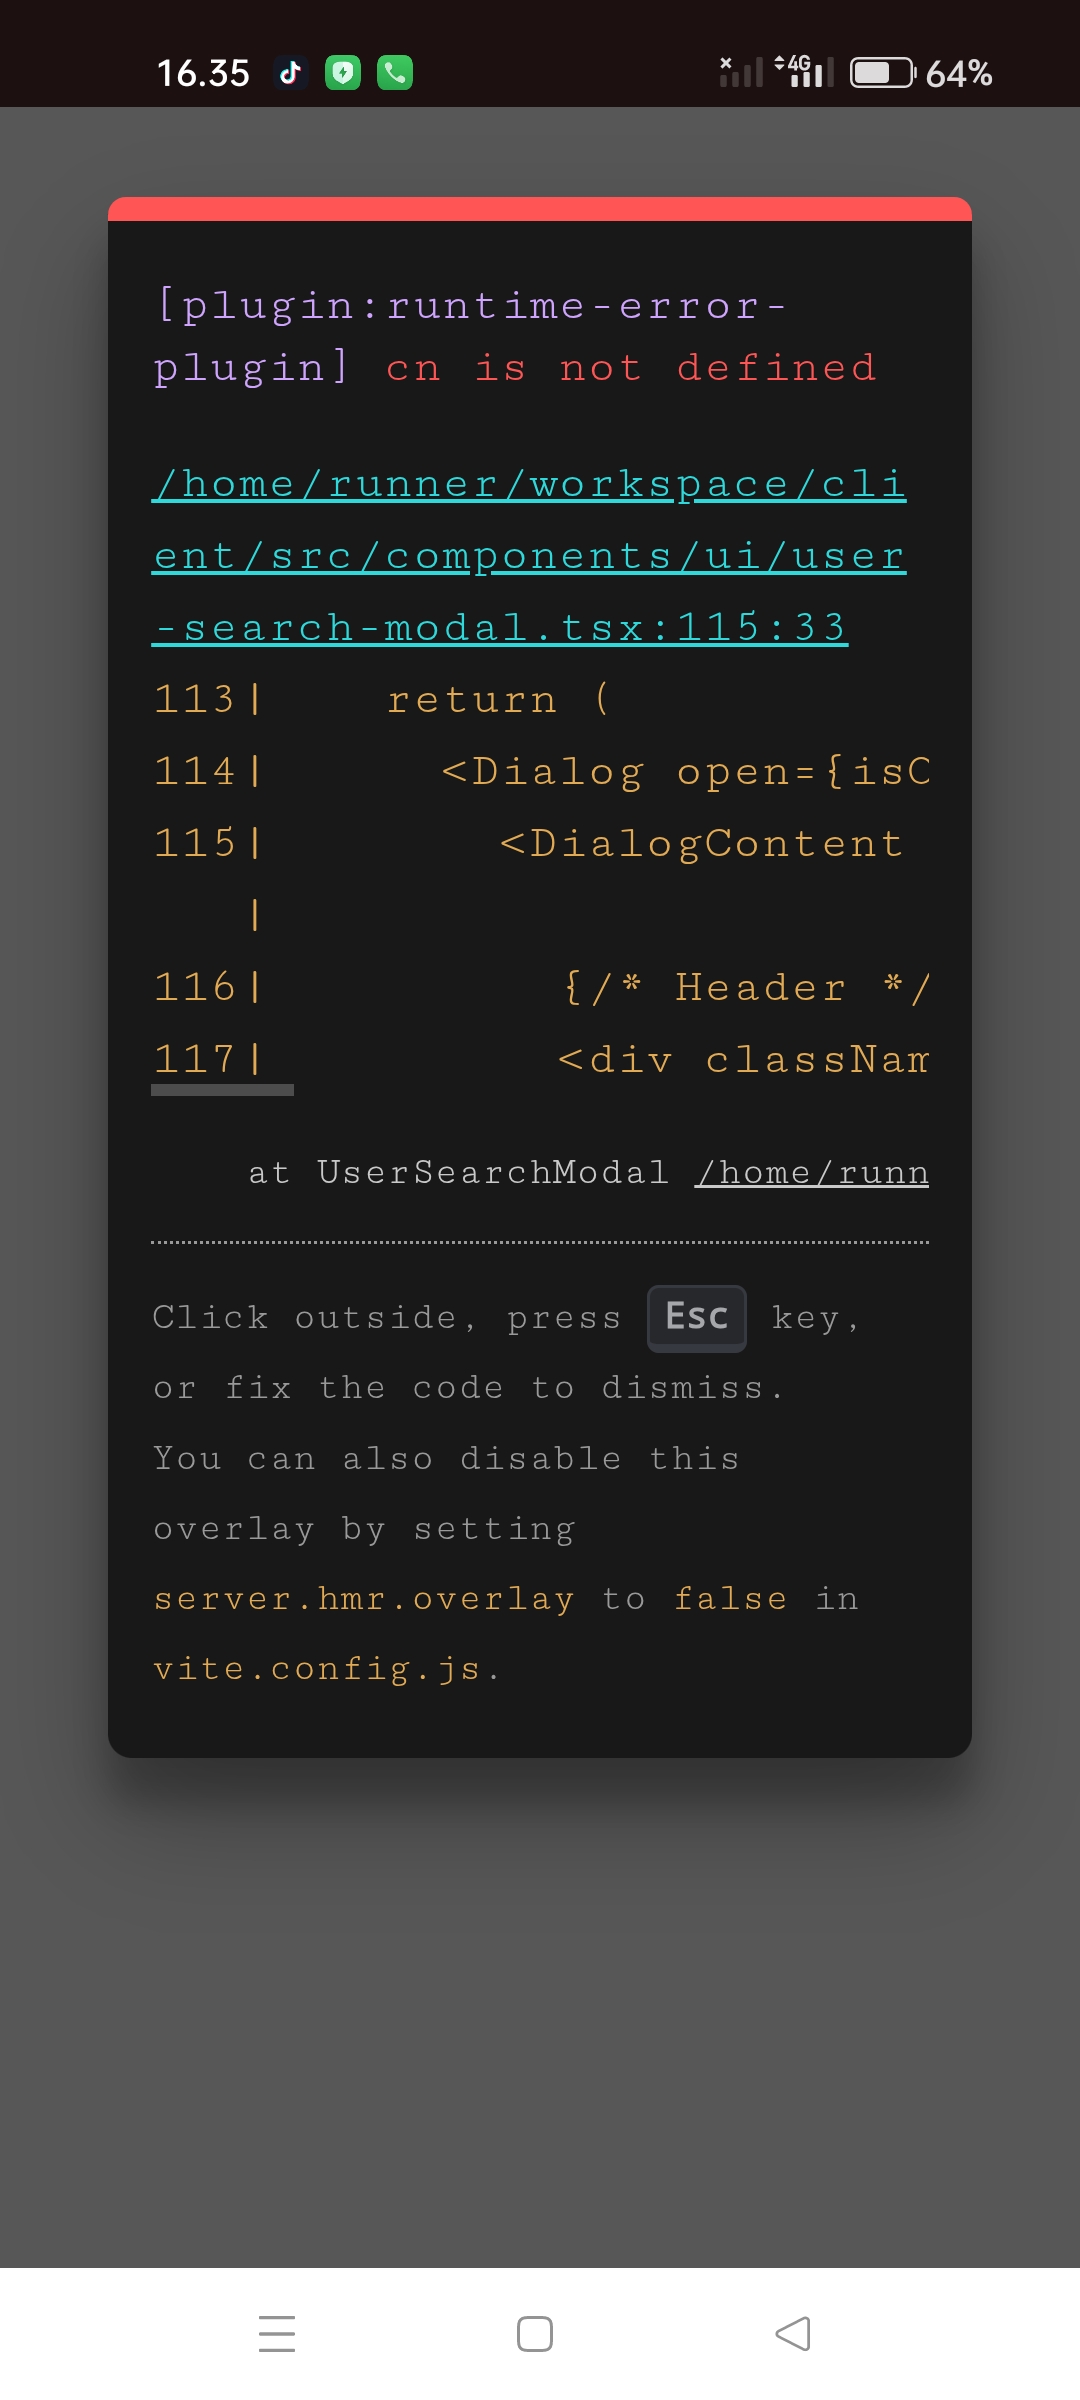 16.35 4G 64%
[plugin:runtime-error-
plugin] cn is not defined
/home/runner/workspace/cli
ent/src/components/ui/user
-search-modal.tsx:115:33
113|    return (
114|      <Dialog open={isO
115|        <DialogContent
   |
116|          {/* Header */
117|          <div classNam
at UserSearchModal /home/runn
Click outside, press Esc key,
or fix the code to dismiss.
You can also disable this
overlay by setting
server.hmr.overlay to false in
vite.config.js.